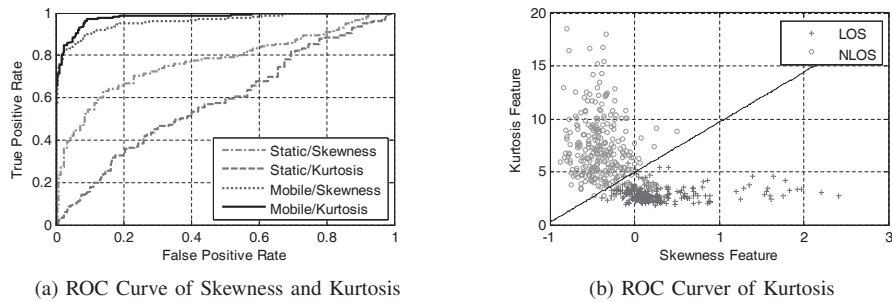 1
0.8
0.6
0.4
0.2
0
0
0.2
0.4
0.6
0.8
1
True Positive Rate
False Positive Rate
Static/Skewness
Static/Kurtosis
Mobile/Skewness
Mobile/Kurtosis
(a) ROC Curve of Skewness and Kurtosis
20
15
10
5
0
-1
0
1
2
3
Kurtosis Feature
Skewness Feature
LOS
NLOS
(b) ROC Curver of Kurtosis